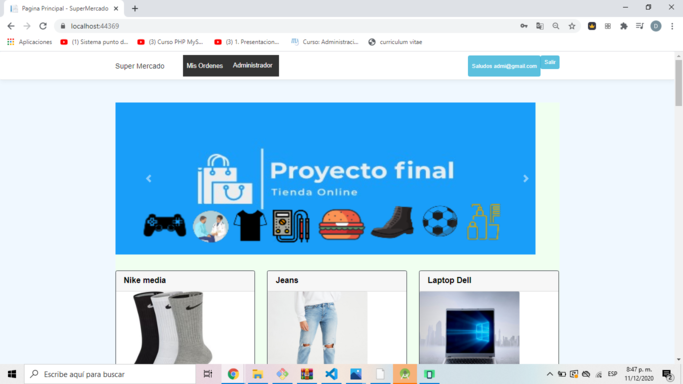 Pagina Principal - SuperMercado
localhost:44369
Aplicaciones
(1) Sistema punto d...
(3) Curso PHP MyS...
(3) 1. Presentacion...
Curso: Administraci...
curriculum vitae
Super Mercado
Mis Ordenes
Administrador
Saludos admi@gmail.com
Sale
Proyecto final
Tienda Online
Nike media
Jeans
Laptop Dell
Escribe aquí para buscar
ESP
8:47 p. m.
11/12/2020